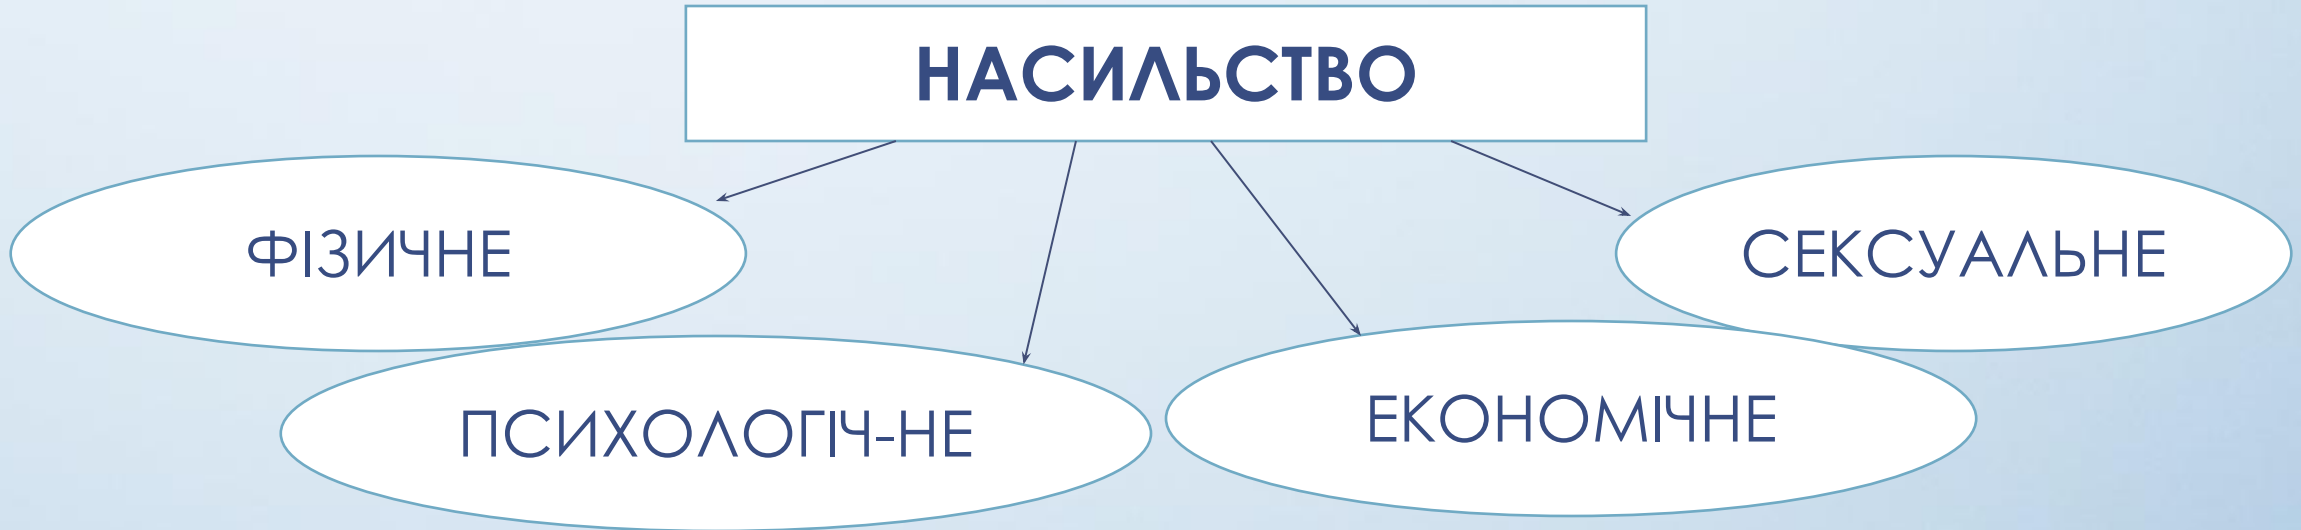 НАСИЛЬСТВО
ФІЗИЧНЕ
СЕКСУАЛЬНЕ
ПСИХОЛОГІЧ-НЕ
ЕКОНОМІЧНЕ